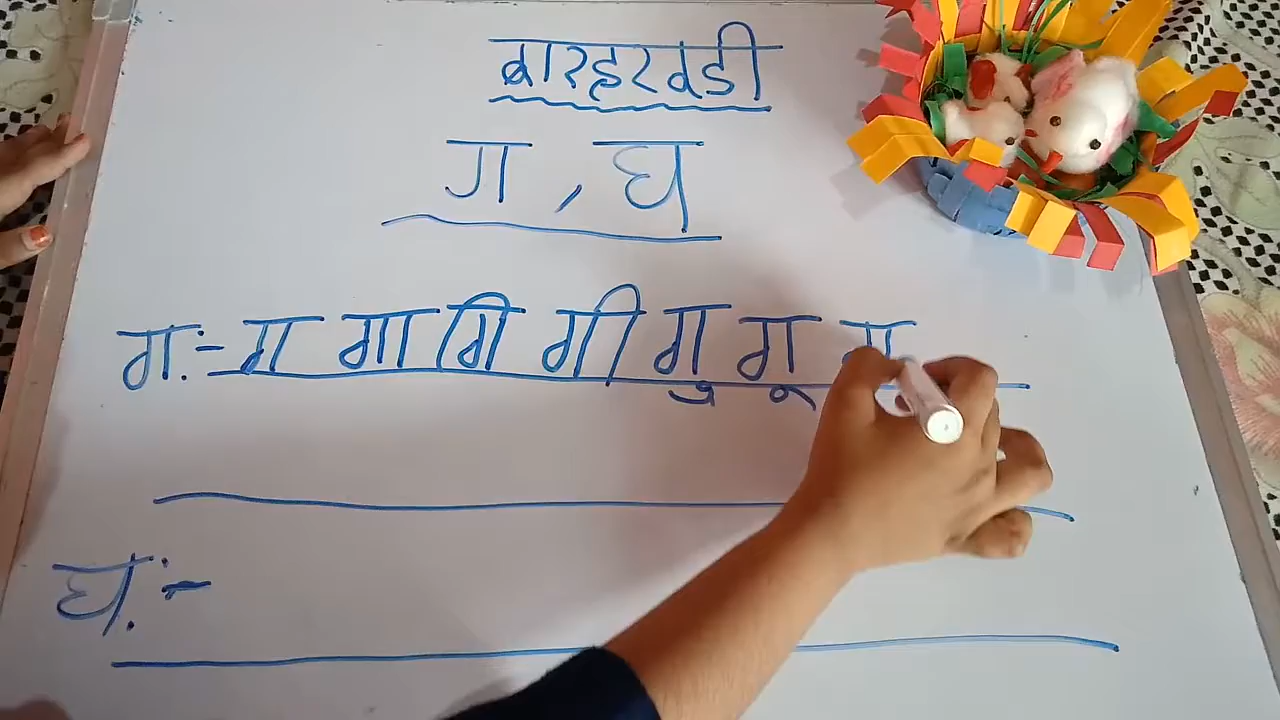 बारहखडी
ग , घ
ग:- ग गा गि गी गु गू
घ:-